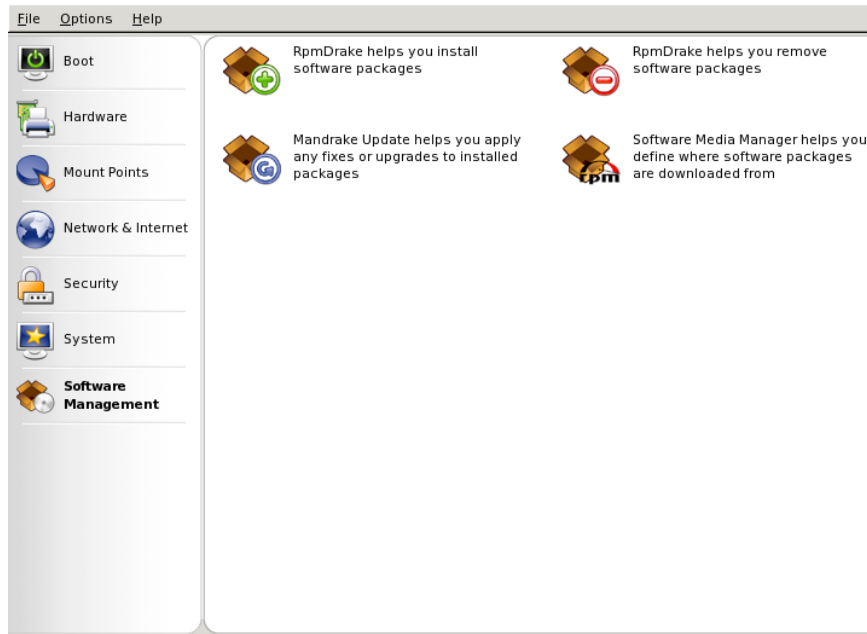 File Options Help
Boot
Hardware
Mount Points
Network & Internet
Security
System
Software
Management
RpmDrake helps you install
software packages
RpmDrake helps you remove
software packages
Mandrake Update helps you apply
any fixes or upgrades to installed
packages
Software Media Manager helps you
define where software packages
are downloaded from
rpm